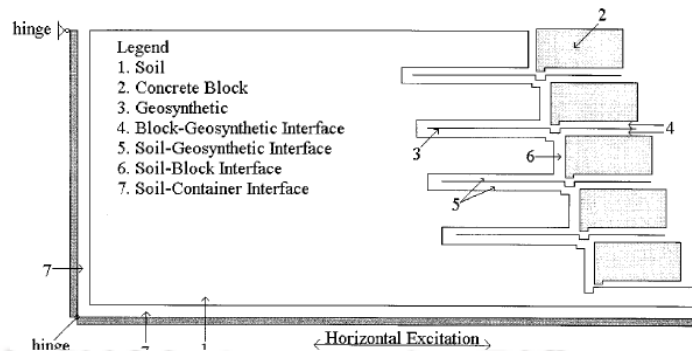 hinge
2
Legend
1. Soil
2. Concrete Block
3. Geosynthetic
4. Block-Geosynthetic Interface
5. Soil-Geosynthetic Interface
6. Soil-Block Interface
7. Soil-Container Interface
4
3
6
5
7
hinge
7
1
Horizontal Excitation